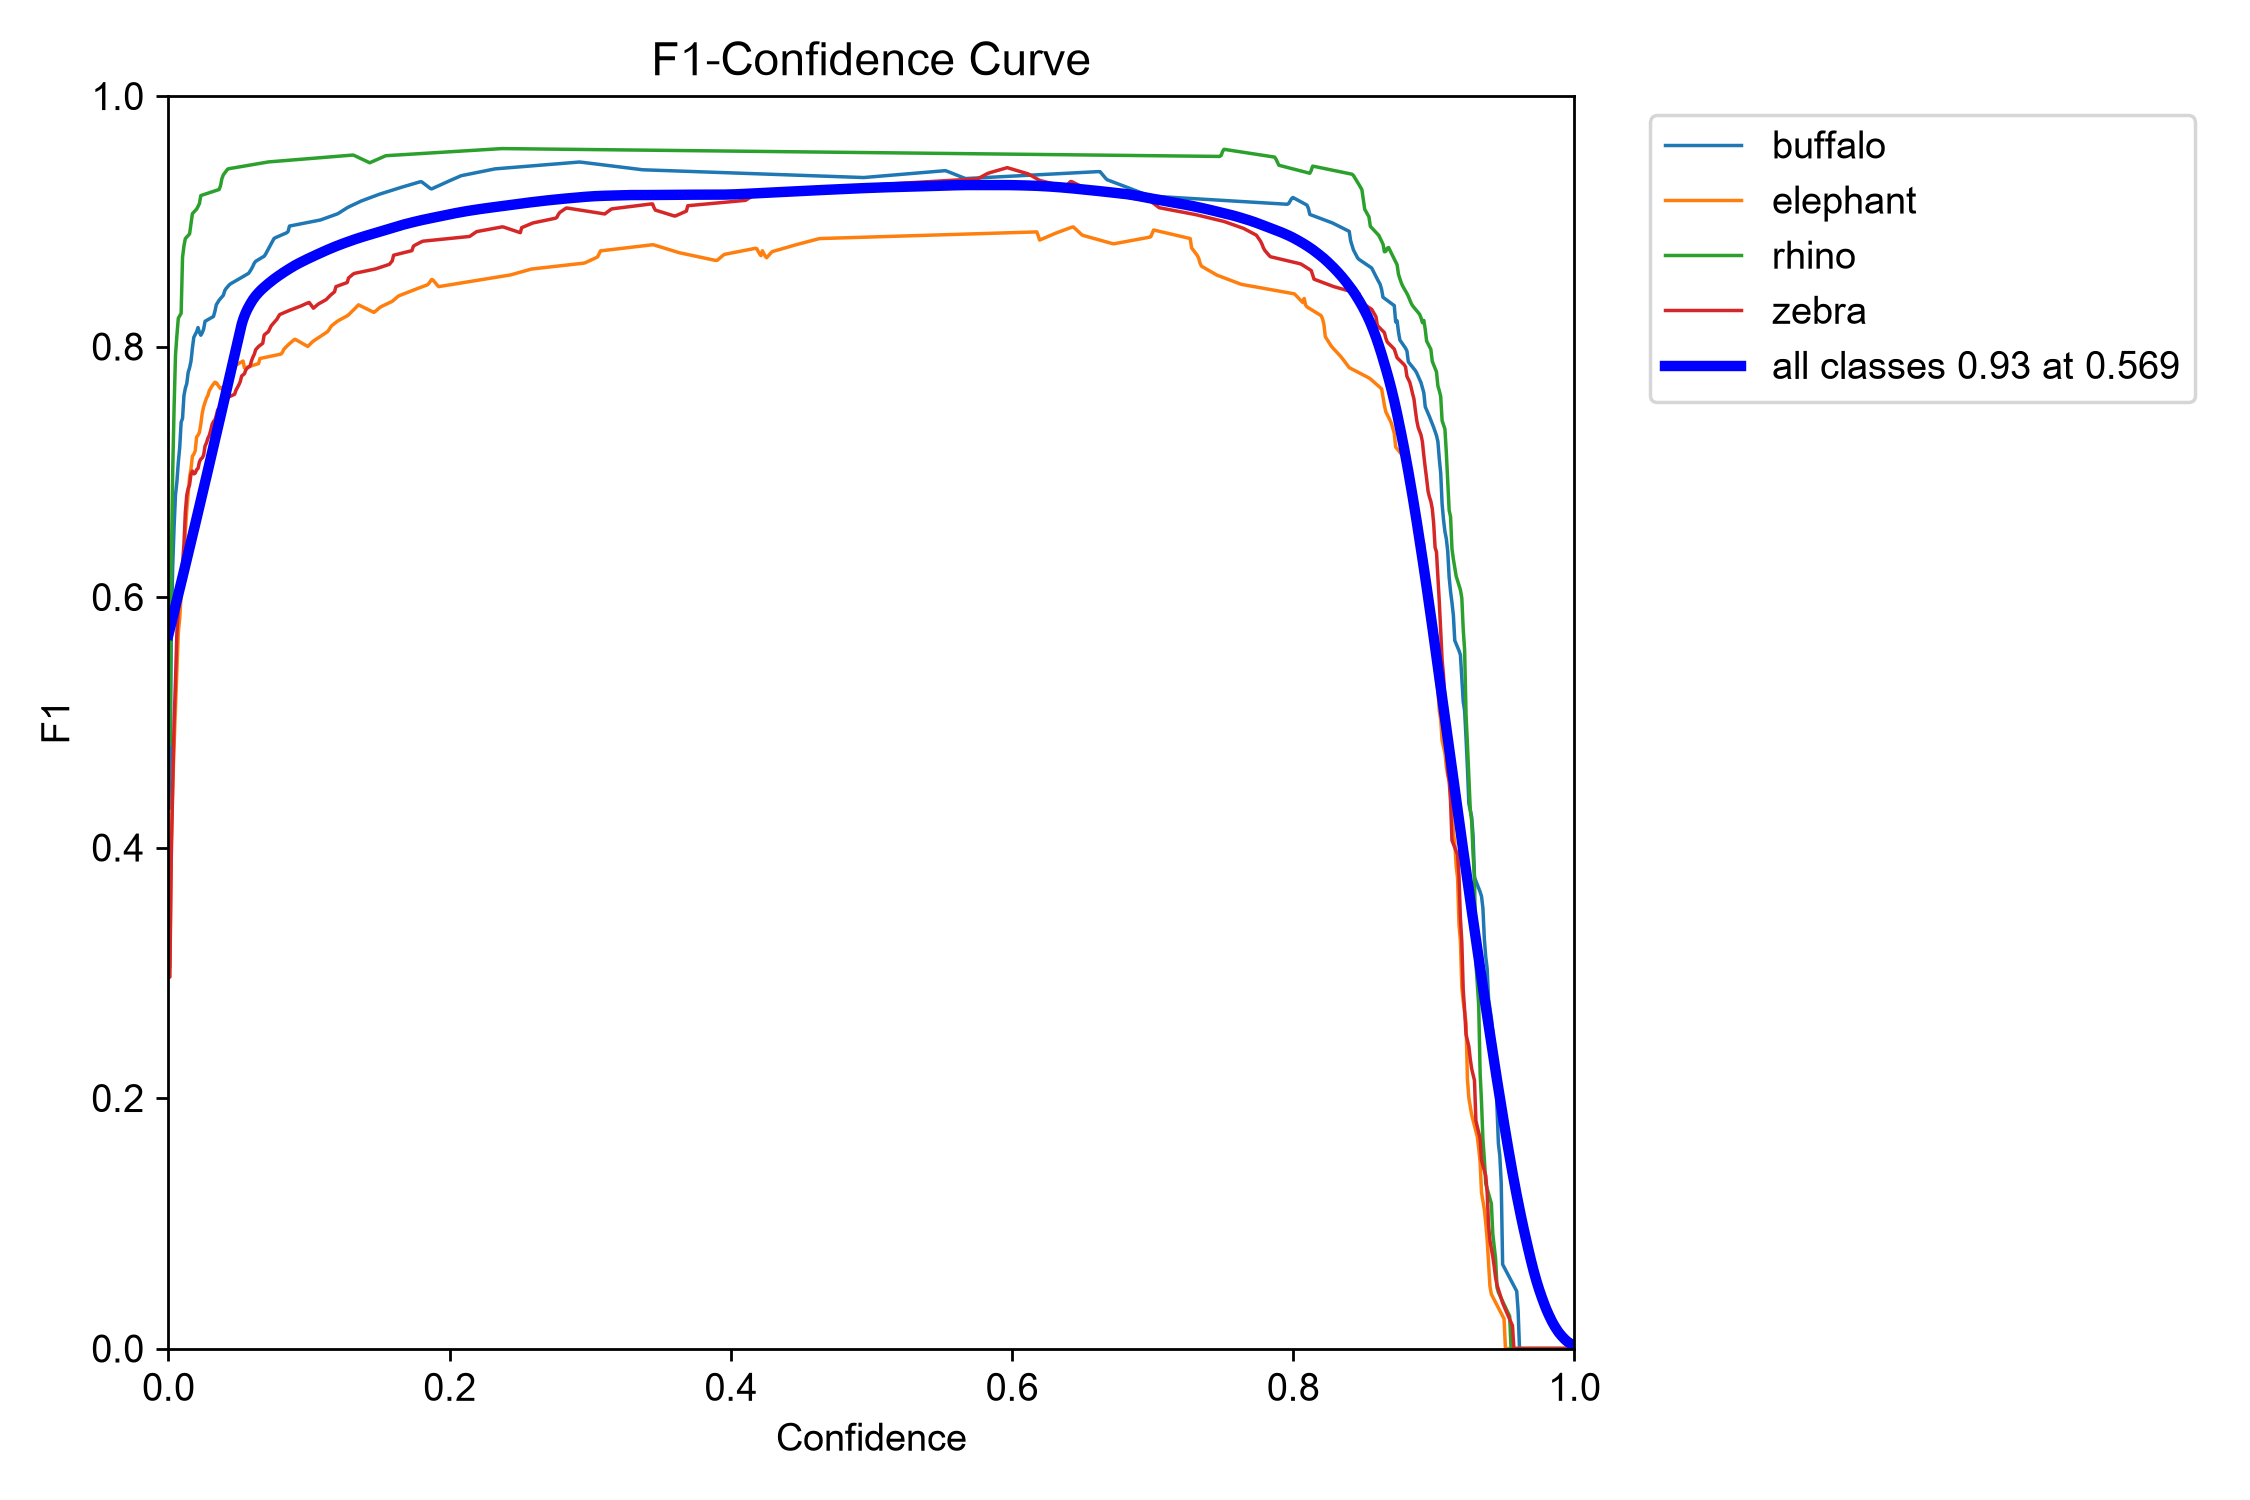 F1-Confidence Curve
1.0
0.8
0.6
0.4
0.2
0.0
F1
0.0 0.2 0.4 0.6 0.8 1.0
Confidence
buffalo
elephant
rhino
zebra
all classes 0.93 at 0.569